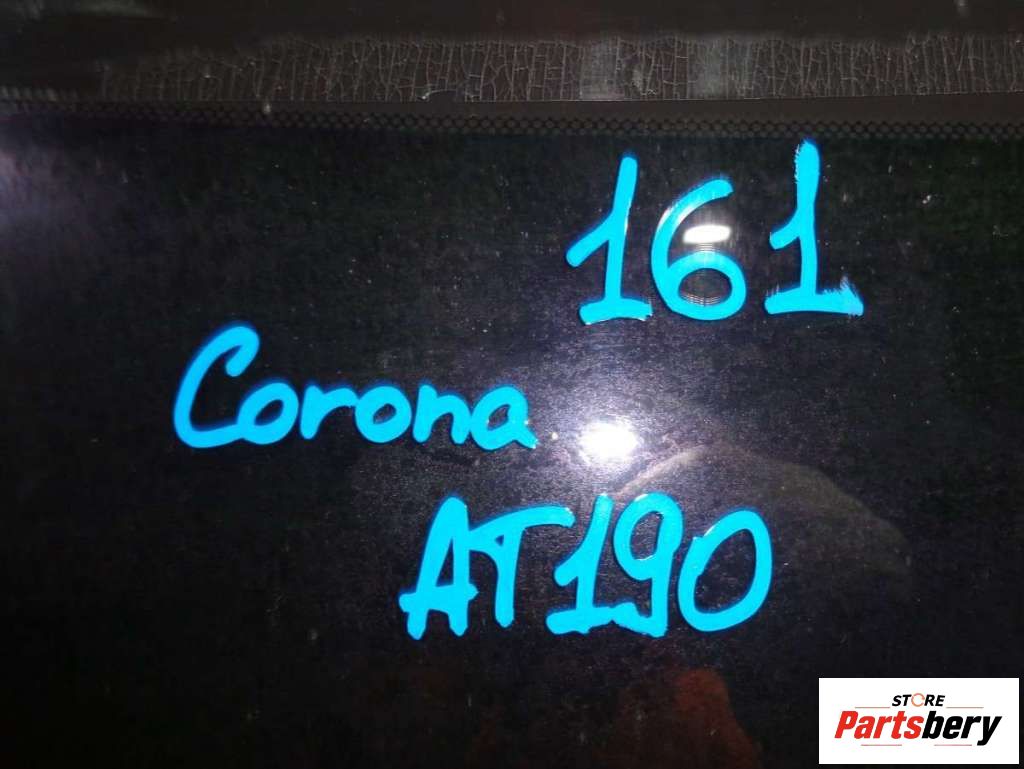 161
Corona
AT190
STORE
Partsbery